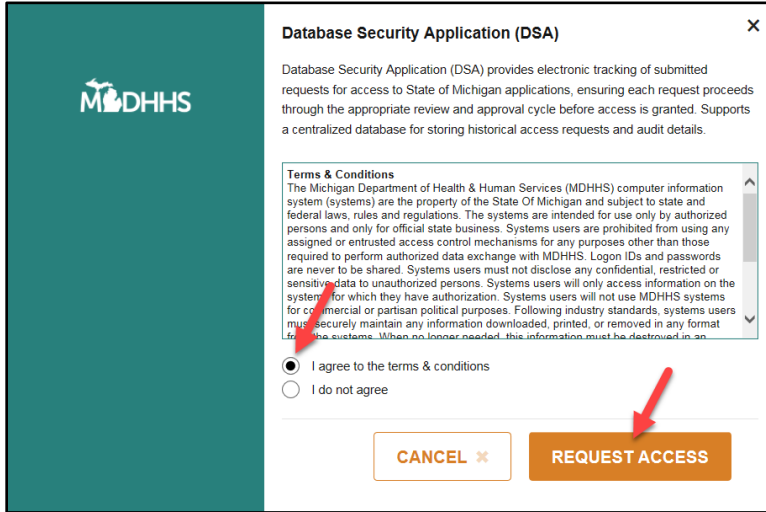 Database Security Application (DSA)
MDHHS
Database Security Application (DSA) provides electronic tracking of submitted
requests for access to State of Michigan applications, ensuring each request proceeds
through the appropriate review and approval cycle before access is granted. Supports
a centralized database for storing historical access requests and audit details.
Terms & Conditions
The Michigan Department of Health & Human Services (MDHHS) computer information
system (systems) are the property of the State Of Michigan and subject to state and
federal laws, rules and regulations. The systems are intended for use only by authorized
persons and only for official state business. Systems users are prohibited from using any
assigned or entrusted access control mechanisms for any purposes other than those
required to perform authorized data exchange with MDHHS. Logon IDs and passwords
are never to be shared. Systems users must not disclose any confidential, restricted or
sensitive data to unauthorized persons. Systems users will only access information on the
systems for which they have authorization. Systems users will not use MDHHS systems
for commercial or partisan political purposes. Following industry standards, systems users
must securely maintain any information downloaded, printed, or removed in any format
from the systems. When no longer needed, this information must be destroyed in an
I agree to the terms & conditions
I do not agree
CANCEL
REQUEST ACCESS